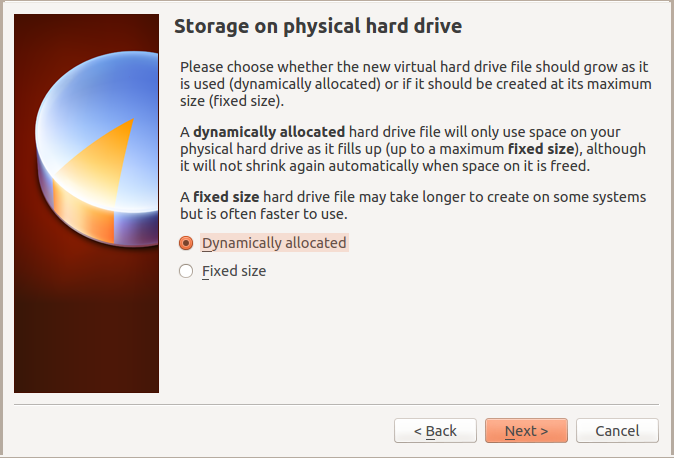 Storage on physical hard drive
Please choose whether the new virtual hard drive file should grow as it
is used (dynamically allocated) or if it should be created at its maximum
size (fixed size).
A dynamically allocated hard drive file will only use space on your
physical hard drive as it fills up (up to a maximum fixed size), although
it will not shrink again automatically when space on it is freed.
A fixed size hard drive file may take longer to create on some systems
but is often faster to use.
Dynamically allocated
Fixed size
< Back
Next >
Cancel